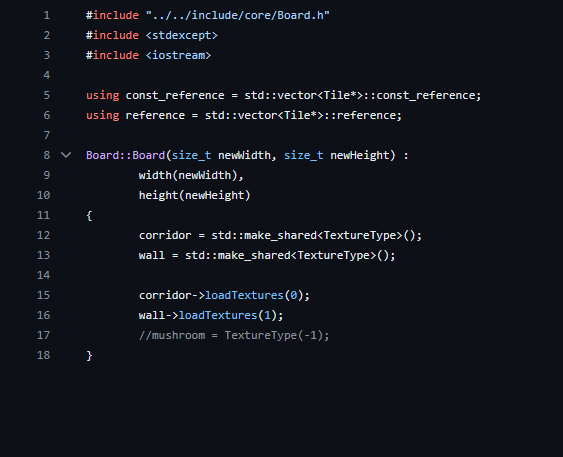 1 #include "../../include/core/Board.h"
2 #include <stdexcept>
3 #include <iostream>
4
5 using const_reference = std::vector<Tile*>::const_reference;
6 using reference = std::vector<Tile*>::reference;
7
8 Board::Board(size_t newWidth, size_t newHeight) :
9 width(newWidth),
10 height(newHeight)
11 {
12 corridor = std::make_shared<TextureType>();
13 wall = std::make_shared<TextureType>();
14
15 corridor->loadTextures(0);
16 wall->loadTextures(1);
17 //mushroom = TextureType(-1);
18 }